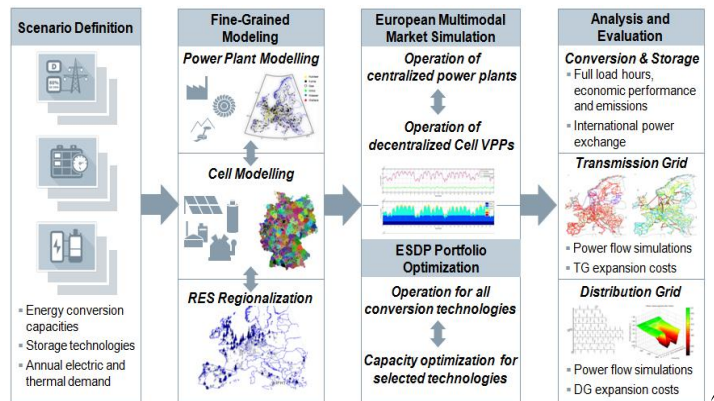 Scenario Definition
Energy conversion
capacities
Storage technologies
Annual electric and
thermal demand
Fine-Grained
Modeling
Power Plant Modelling
Cell Modelling
RES Regionalization
European Multimodal
Market Simulation
Operation of
centralized power plants
Operation of
decentralized Cell VPPs
ESDP Portfolio
Optimization
Operation for all
conversion technologies
Capacity optimization for
selected technologies
Analysis and
Evaluation
Conversion & Storage
Full load hours,
economic performance
and emissions
International power
exchange
Transmission Grid
Power flow simulations
TG expansion costs
Distribution Grid
Power flow simulations
DG expansion costs